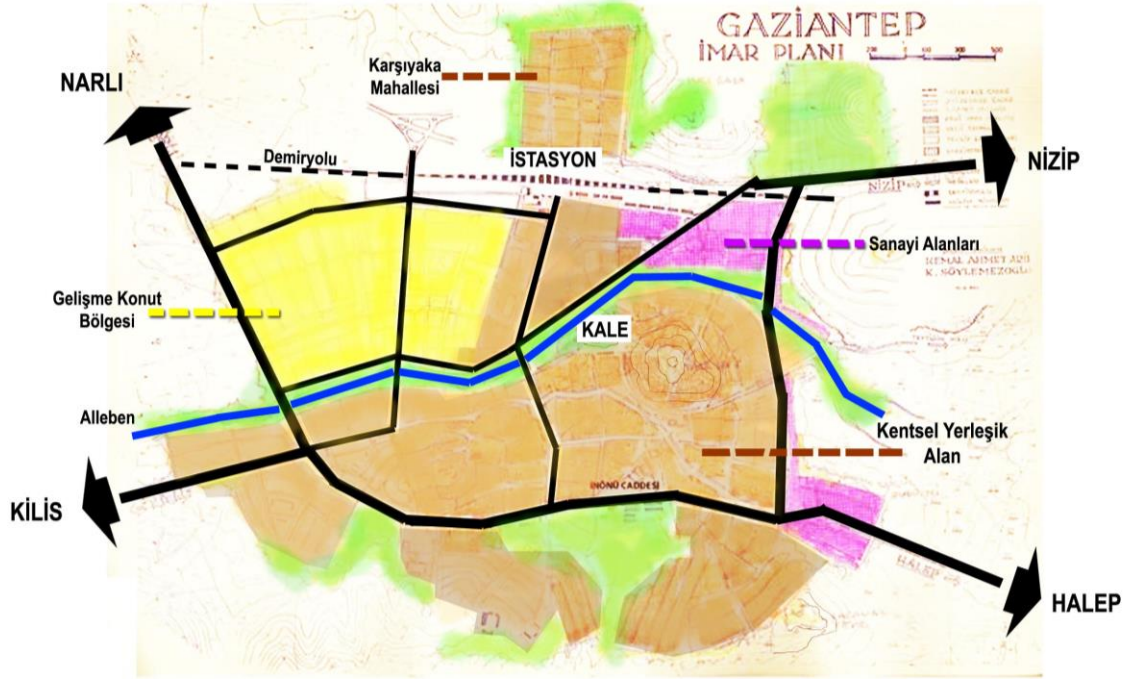 GAZİANTEP
İMAR PLANI
NARLI
Karşıyaka
Mahallesi
Demiryolu
İSTASYON
NİZİP
NİZİP
Sanayi Alanları
KEMAL AHMET
K. SÖYLEMEZOĞLU
Gelişme Konut
Bölgesi
KALE
Alleben
Kentsel Yerleşik
Alan
İNÖNÜ CADDESİ
KİLİS
HALEP
HALEP